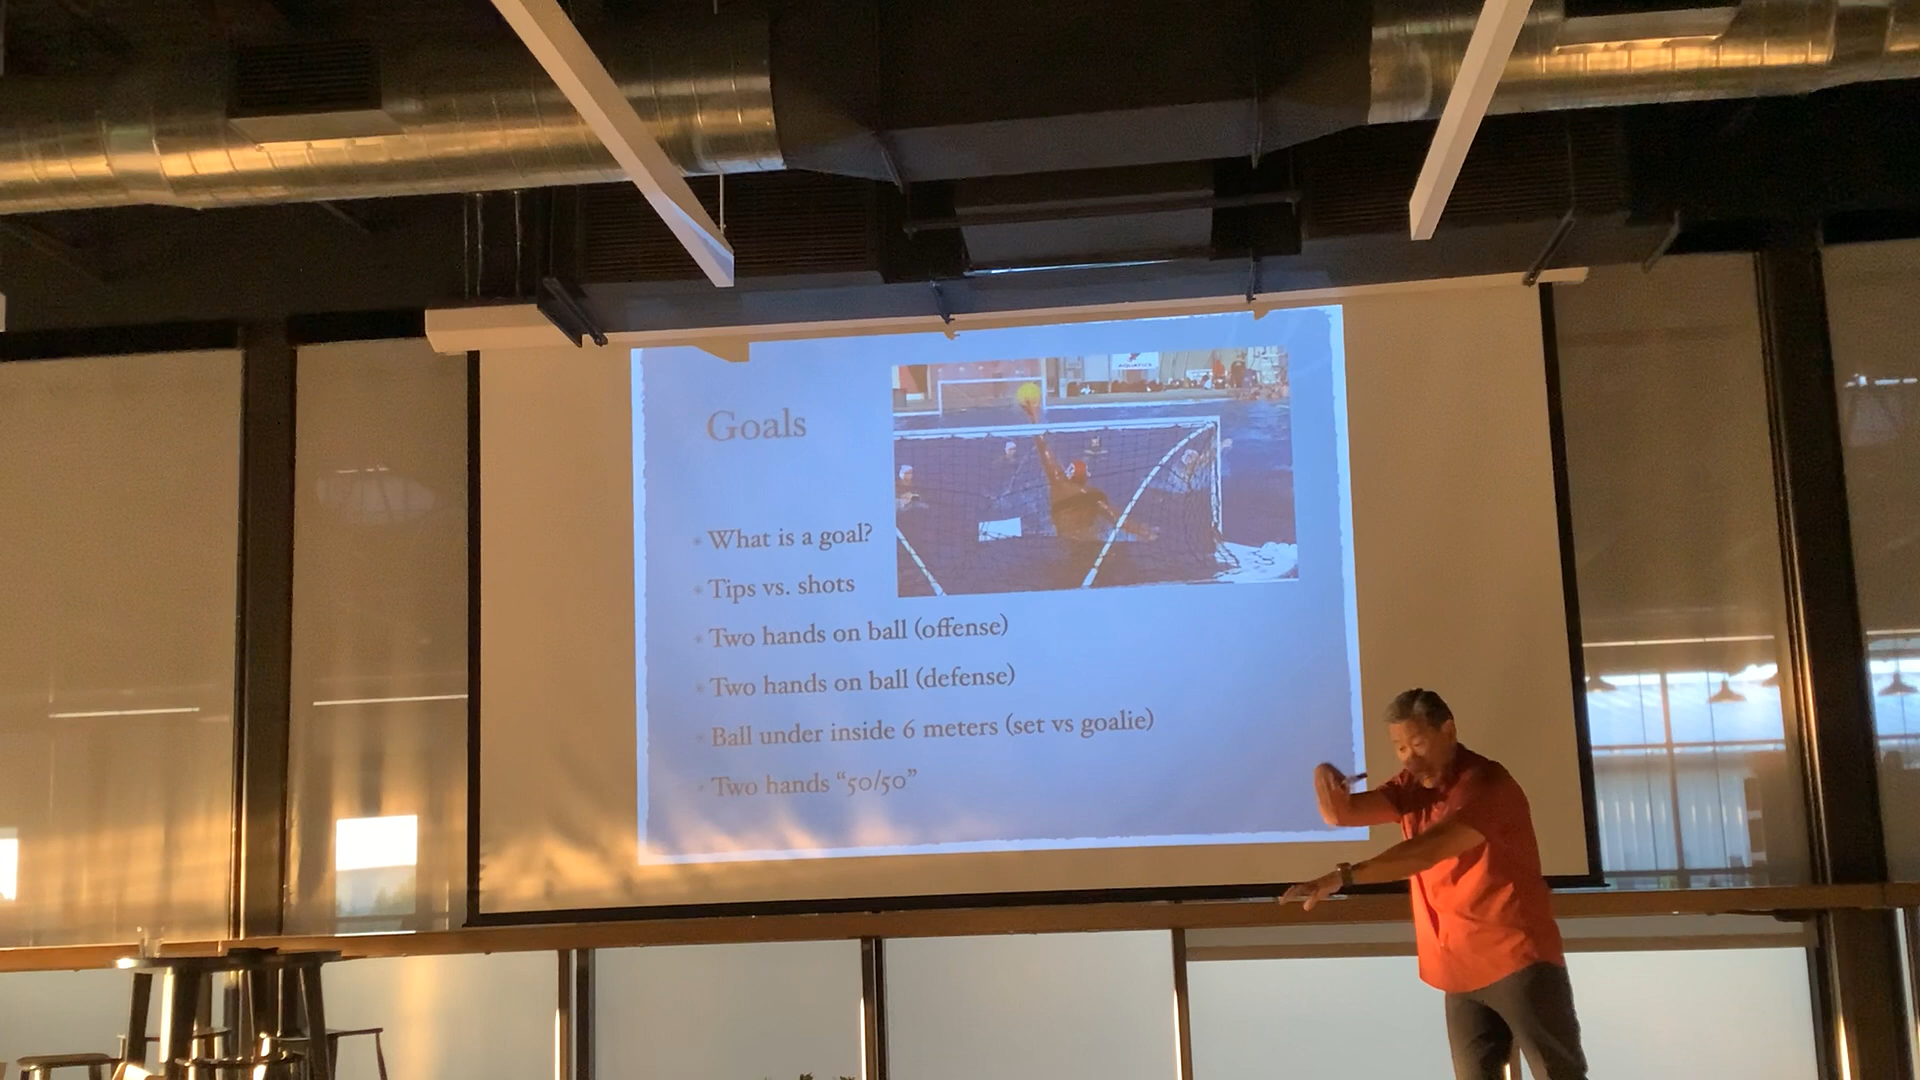 AQUATICS
Goals
What is a goal?
Tips vs. shots
Two hands on ball (offense)
Two hands on ball (defense)
Ball under inside 6 meters (set vs goalie)
Two hands “50/50”